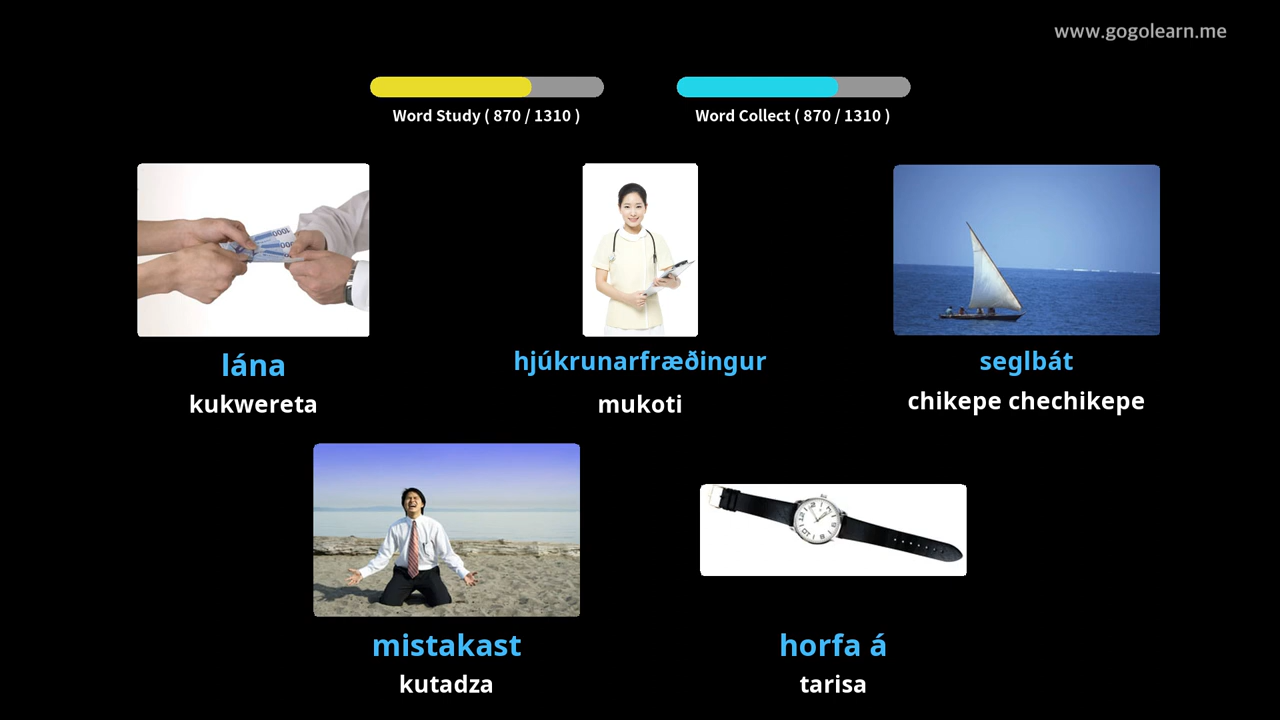 www.gogolearn.me
Word Study ( 870 / 1310 )
Word Collect ( 870 / 1310 )
lána
kukwereta
hjúkrunarfræðingur
mukoti
seglbát
chikepe chechikepe
mistakast
kutadza
horfa á
tarisa